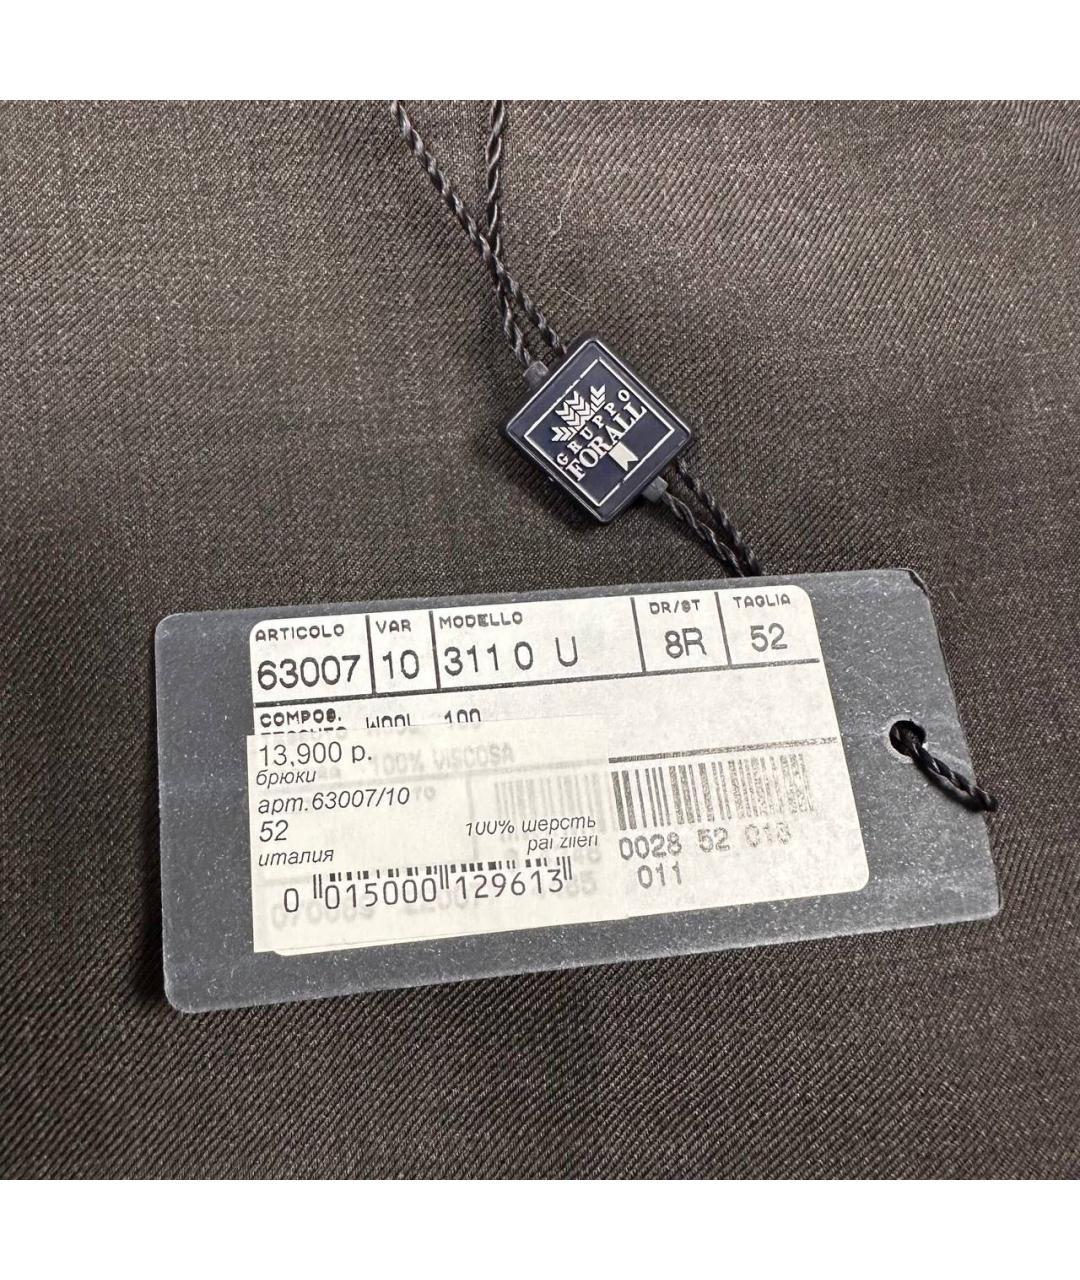 GRUPPO
FORALL
ARTICOLO VAR MODELLO DR/ST TAGLIA
63007 10 311 0 U 8R 52
COMPOS. WOOL 100
100% VISCOSA
13,900 р.
брюки
арт.63007/10
52
100% шерсть
италия
pal zileri
0 015000 129613
0028 52 013
011